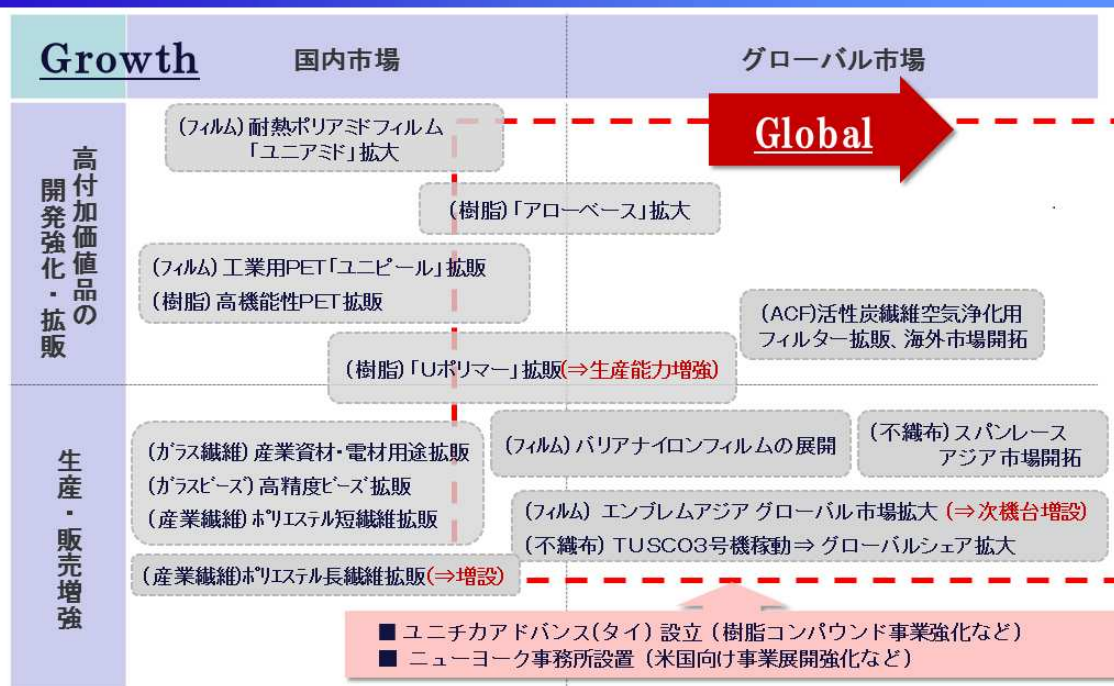 Growth
国内市場
グローバル市場
Global
高付加価値品の
開発強化・拡販
(フィルム) 耐熱ポリアミドフィルム
「ユニアミド」拡大
(樹脂)「アローベース」拡大
(フィルム) 工業用PET「ユニピール」拡販
(樹脂) 高機能性PET拡販
(ACF)活性炭繊維空気浄化用
フィルター拡販、海外市場開拓
(樹脂)「Uポリマー」拡販(⇒生産能力増強)
生産・販売増強
(ガラス繊維) 産業資材・電材用途拡販
(ガラスビーズ) 高精度ビーズ拡販
(産業繊維) ポリエステル短繊維拡販
(フィルム) バリアナイロンフィルムの展開
(不織布) スパンレース
アジア市場開拓
(フィルム) エンブレムアジア グローバル市場拡大 (⇒次機台増設)
(不織布) TUSCO3号機稼動⇒ グローバルシェア拡大
(産業繊維)ポリエステル長繊維拡販(⇒増設)
■ ユニチカアドバンス(タイ) 設立 (樹脂コンパウンド事業強化など)
■ ニューヨーク事務所設置 (米国向け事業展開強化など)